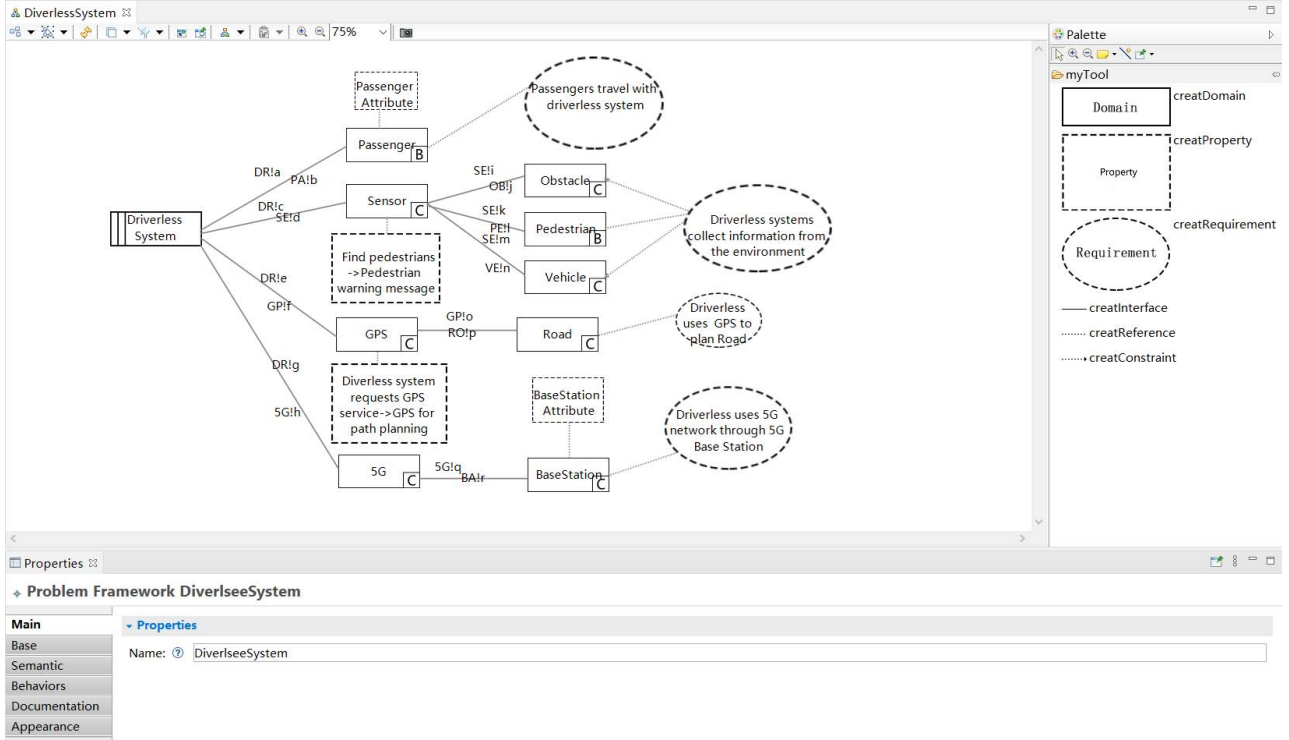 DiverlessSystem
75%
Passenger
Attribute
Passengers travel with
driverless system
Passenger
B
DR!a
PA!b
Sensor
C
DR!c
SE!d
Driverless
System
SE!i
OB!j
Obstacle
C
SE!k
PE!l
SE!m
Pedestrian
B
VE!n
Vehicle
C
Driverless systems
collect information from
the environment
Find pedestrians
->Pedestrian
warning message
DR!e
GP!f
GPS
C
GP!o
RO!p
Road
C
Driverless
uses GPS to
plan Road
DR!g
5G!h
Diverless system
requests GPS
service->GPS for
path planning
BaseStation
Attribute
Driverless uses 5G
network through 5G
Base Station
5G
C
5G!q
BA!r
BaseStation
C
Palette
myTool
Domain
creatDomain
Property
creatProperty
Requirement
creatRequirement
creatInterface
creatReference
creatConstraint
Properties
Problem Framework DiverlseeSystem
Main
Base
Semantic
Behaviors
Documentation
Appearance
Properties
Name:
DiverlseeSystem